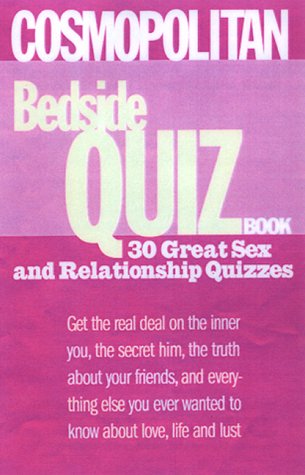 COSMOPOLITAN
Bedside
QUIZ
BOOK
30 Great Sex
and Relationship Quizzes
Get the real deal on the inner
you, the secret him, the truth
about your friends, and every-
thing else you ever wanted to
know about love, life and lust